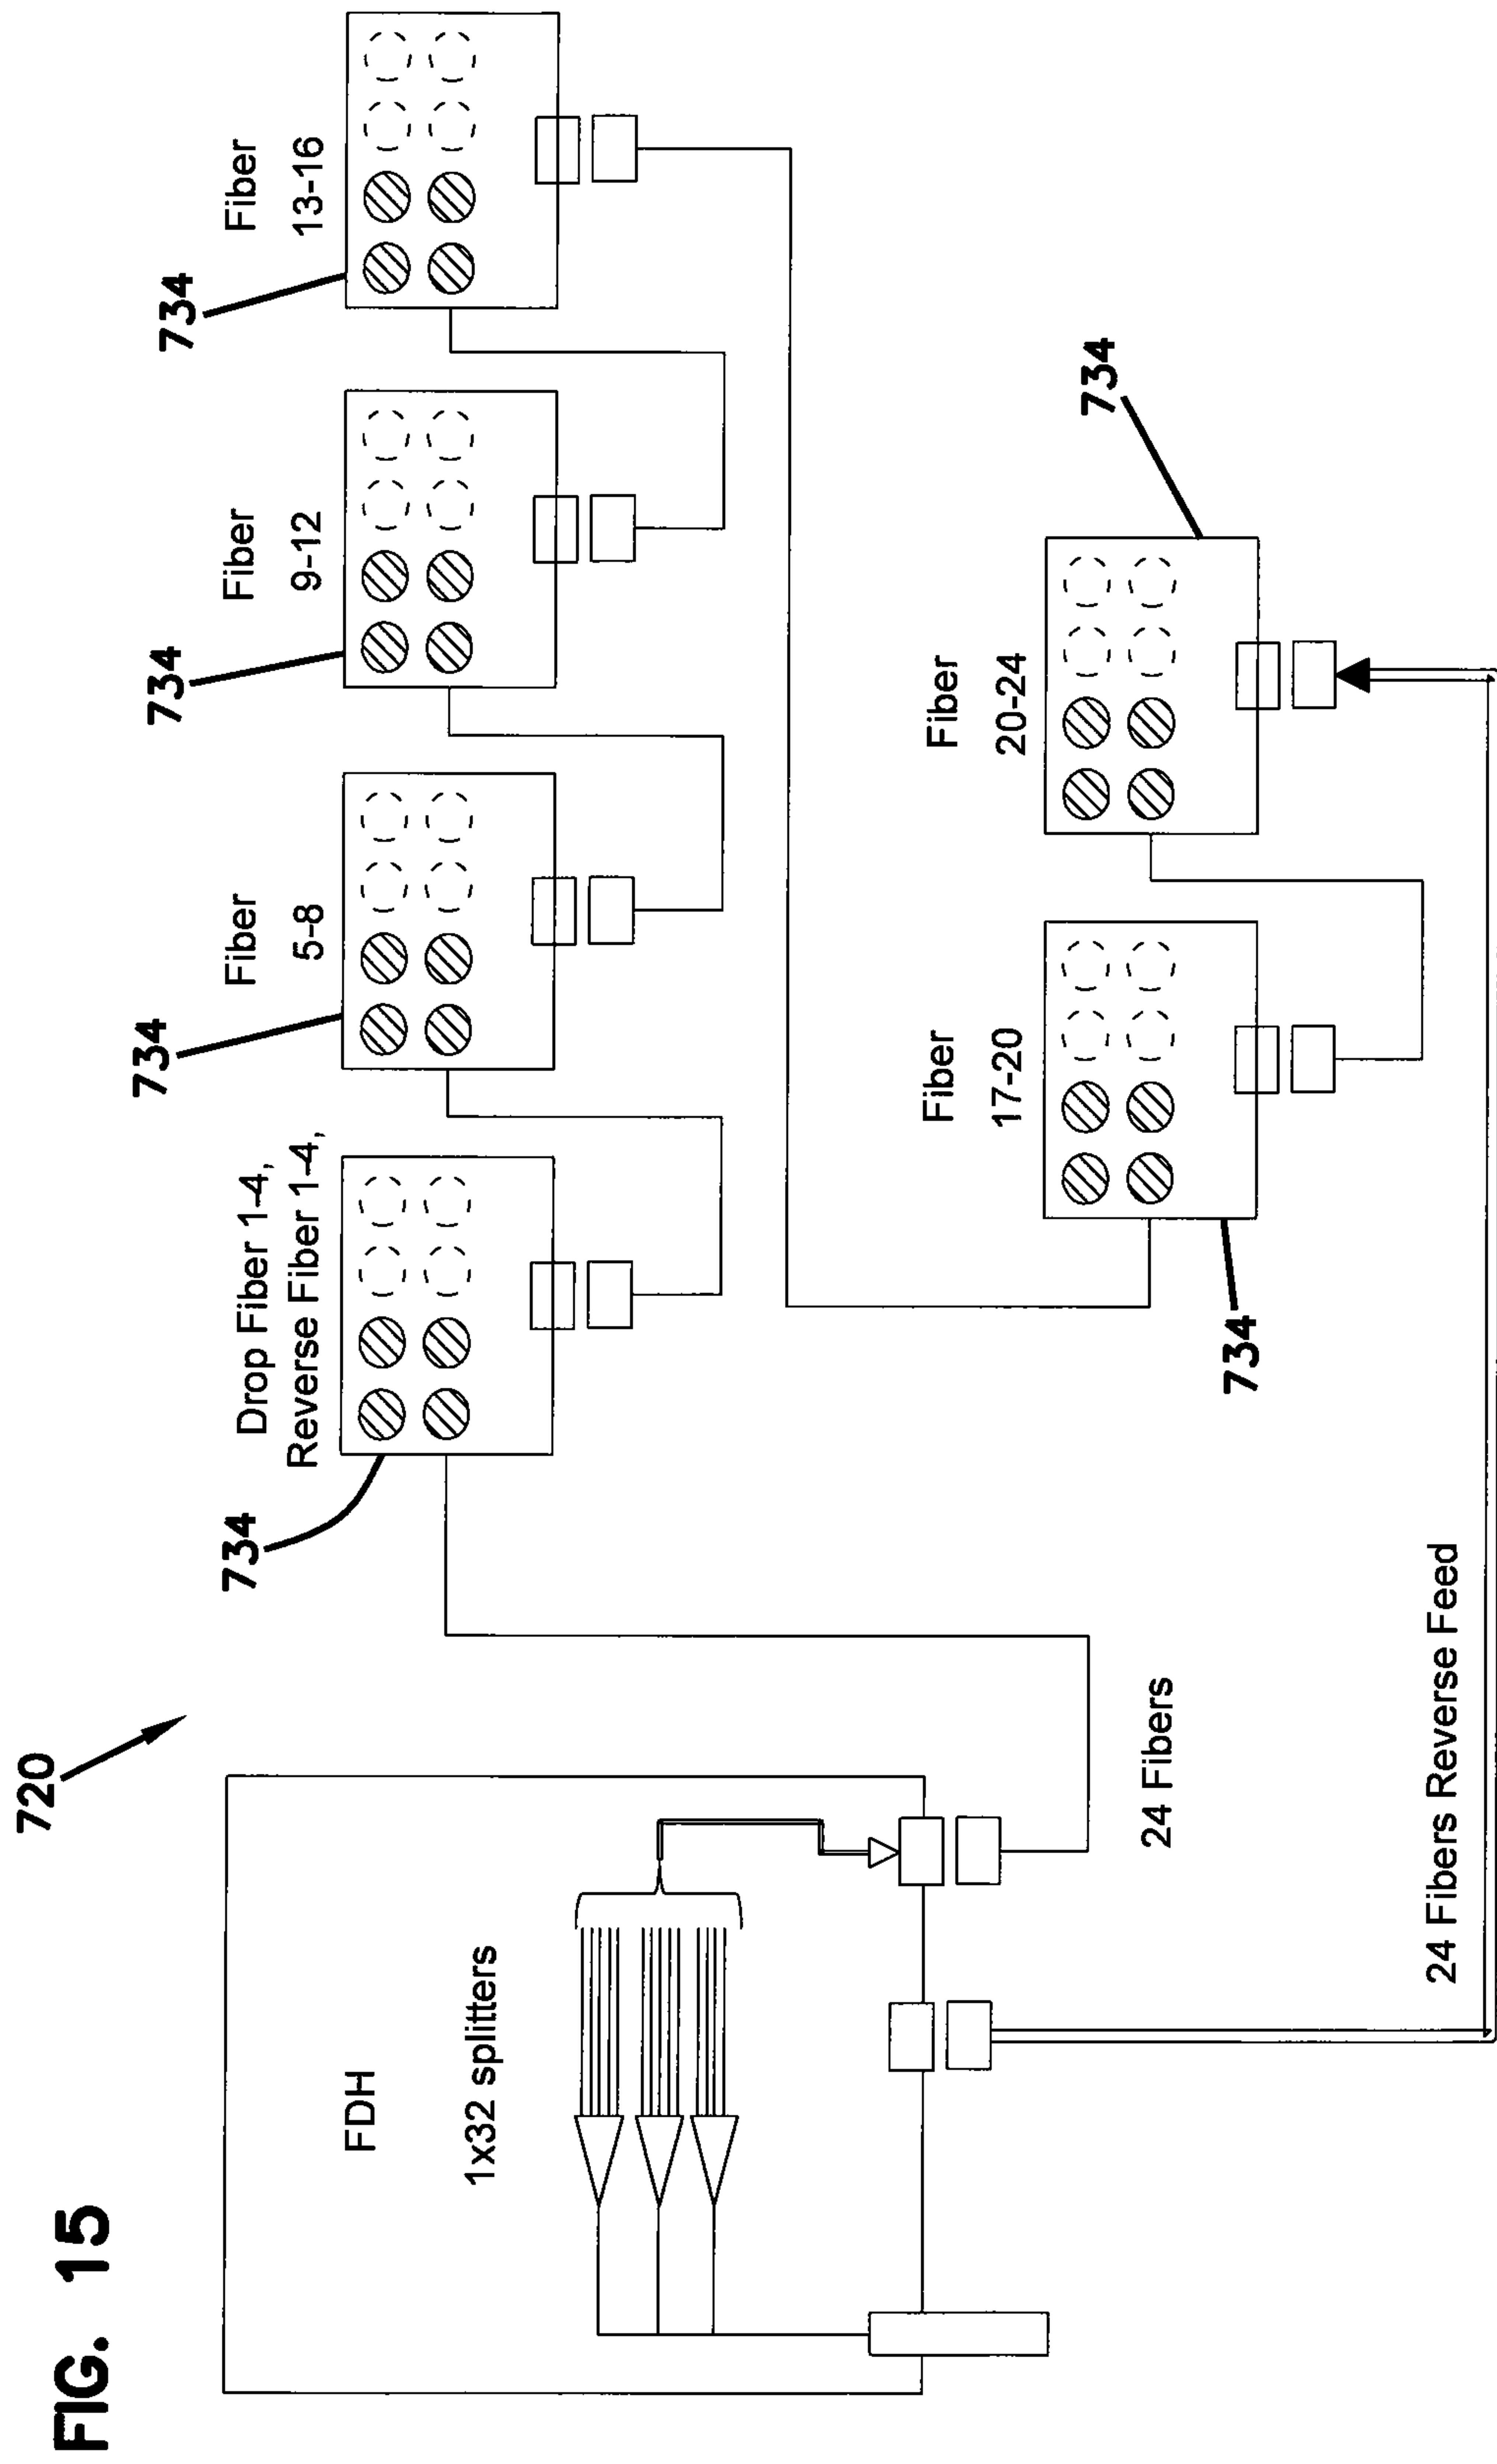 FIG. 15
720
FDH
1x32 splitters
24 Fibers
24 Fibers Reverse Feed
734
Drop Fiber 1-4,
Reverse Fiber 1-4,
734
Fiber
5-8
734
Fiber
9-12
734
Fiber
13-16
734
Fiber
17-20
734
Fiber
20-24